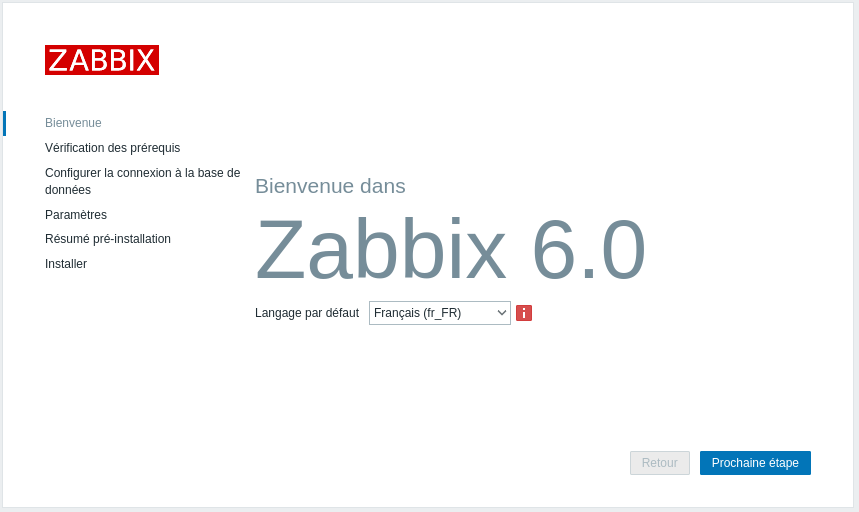 ZABBIX
Bienvenue
Vérification des prérequis
Configurer la connexion à la base de
données
Paramètres
Résumé pré-installation
Installer
Bienvenue dans
Zabbix 6.0
Langage par défaut Français (fr_FR) i
Retour Prochaine étape